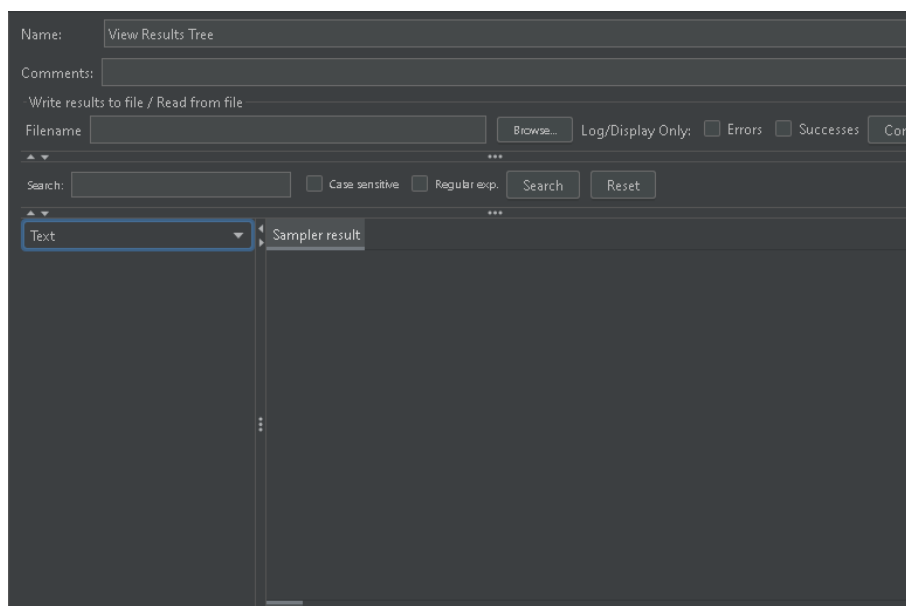 Name: View Results Tree
Comments:
Write results to file / Read from file
Filename Browse... Log/Display Only: Errors Successes Cor
Search: Case sensitive Regular exp. Search Reset
Text Sampler result